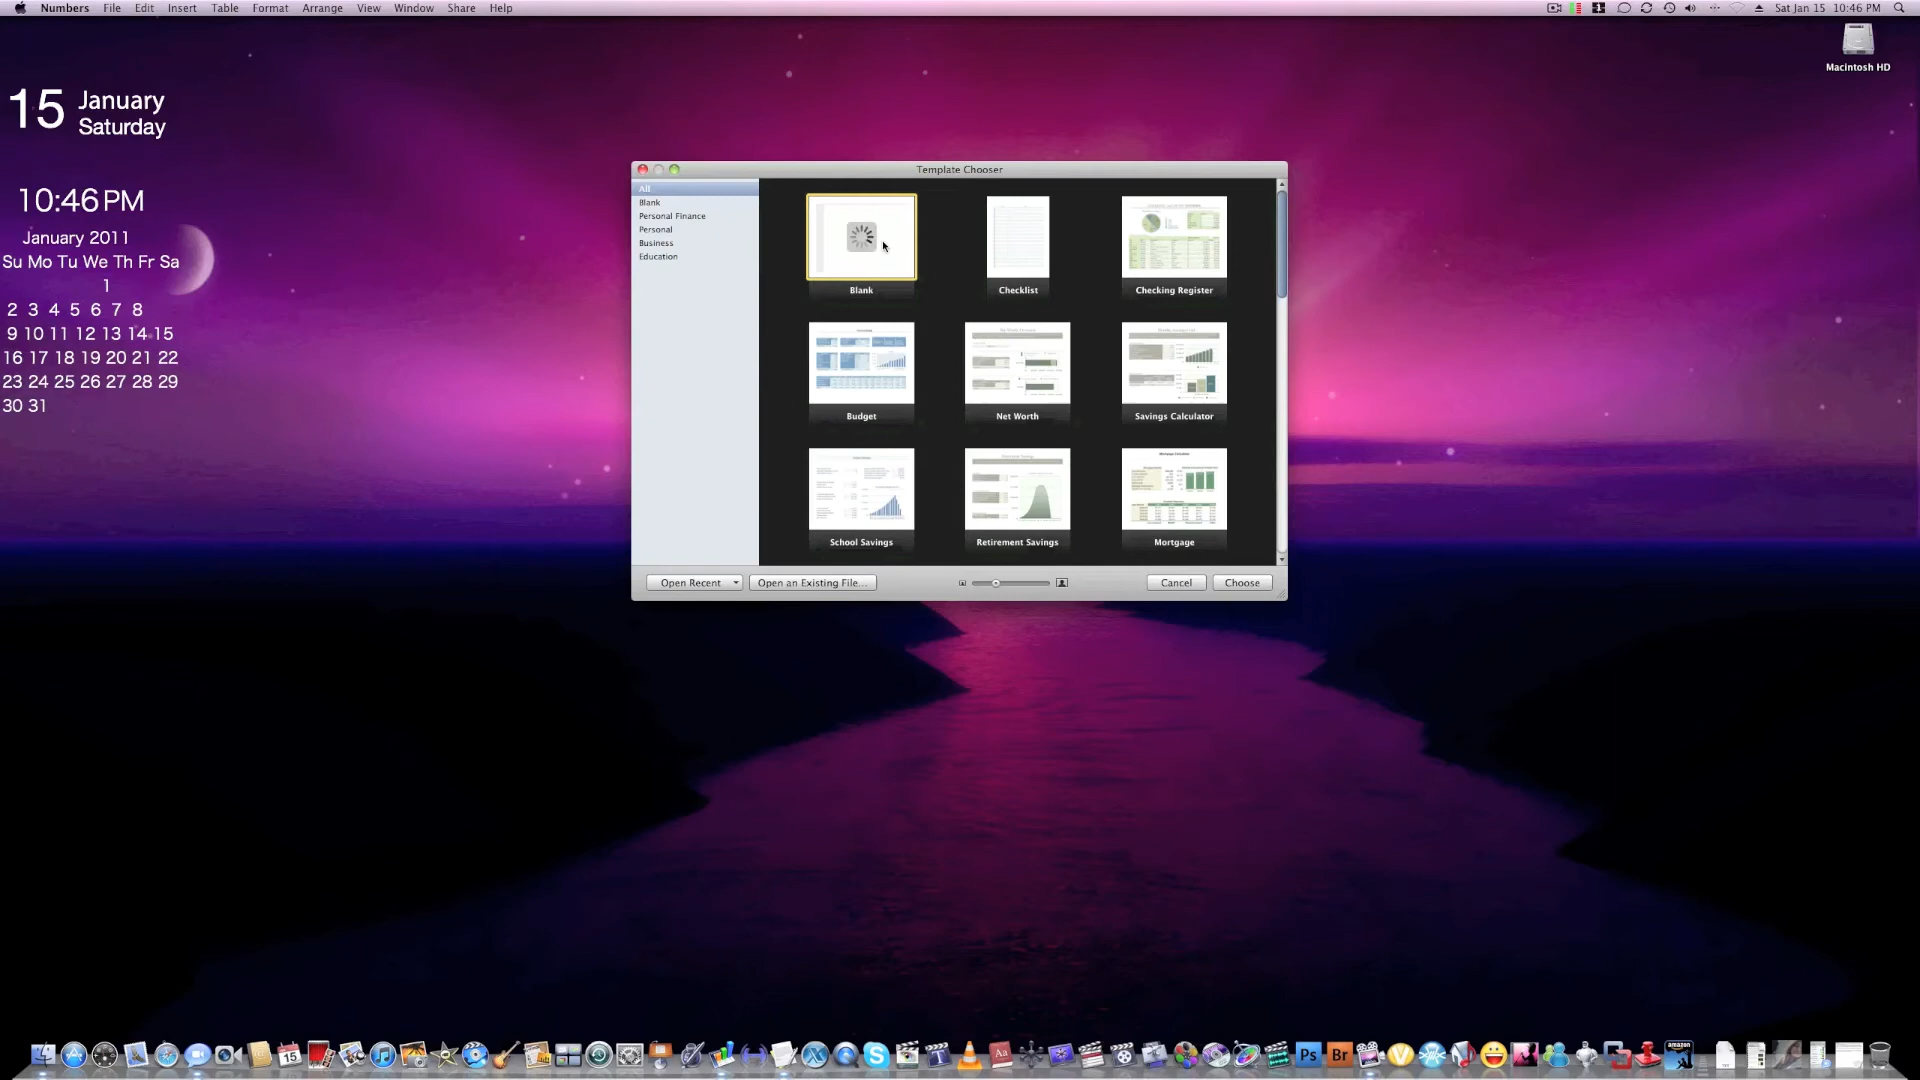 Numbers File Edit Insert Table Format Arrange View Window Share Help
Sat Jan 15 10:46 PM
Macintosh HD
15 January
Saturday
10:46 PM
January 2011
Su Mo Tu We Th Fr Sa
1
2 3 4 5 6 7 8
9 10 11 12 13 14 15
16 17 18 19 20 21 22
23 24 25 26 27 28 29
30 31
Template Chooser
All
Blank
Personal Finance
Personal
Business
Education
Blank Checklist Checking Register
Budget Net Worth Savings Calculator
School Savings Retirement Savings Mortgage
Open Recent Open an Existing File... Cancel Choose
15
Aa
Ps
Br
amazon